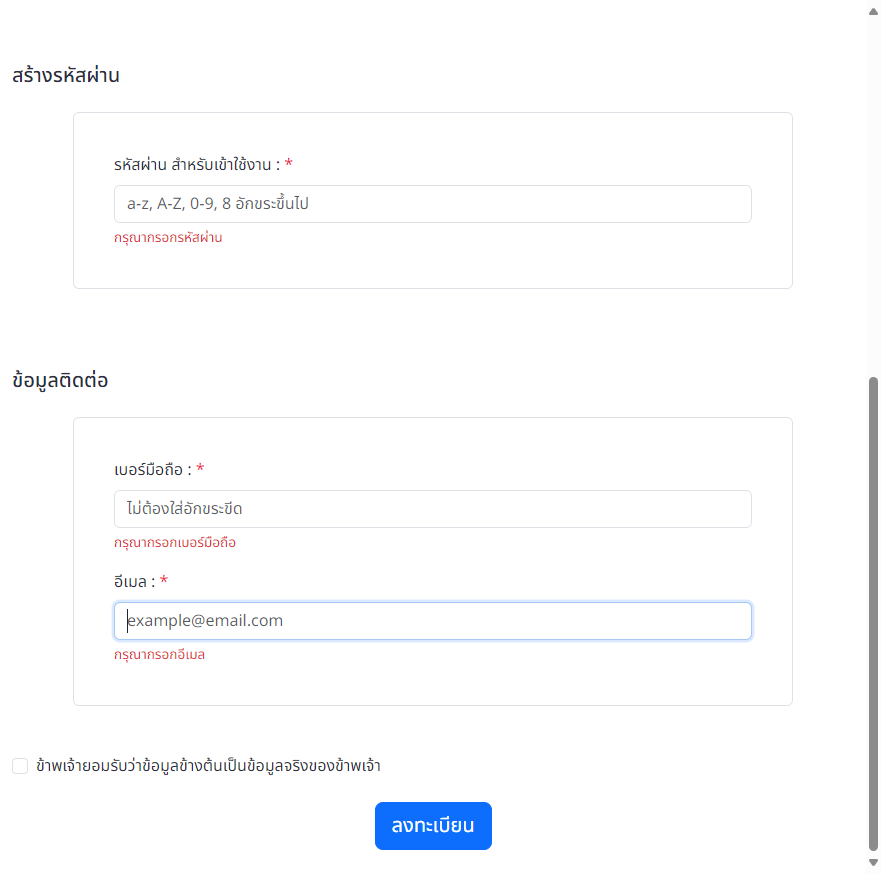 สร้างรหัสผ่าน
รหัสผ่าน สำหรับเข้าใช้งาน : *
a-z, A-Z, 0-9, 8 อักขระขึ้นไป
กรุณากรอกรหัสผ่าน
ข้อมูลติดต่อ
เบอร์มือถือ : *
ไม่ต้องใส่อักขระขีด
กรุณากรอกเบอร์มือถือ
อีเมล : *
example@email.com
กรุณากรอกอีเมล
ข้าพเจ้ายอมรับว่าข้อมูลข้างต้นเป็นข้อมูลจริงของข้าพเจ้า
ลงทะเบียน